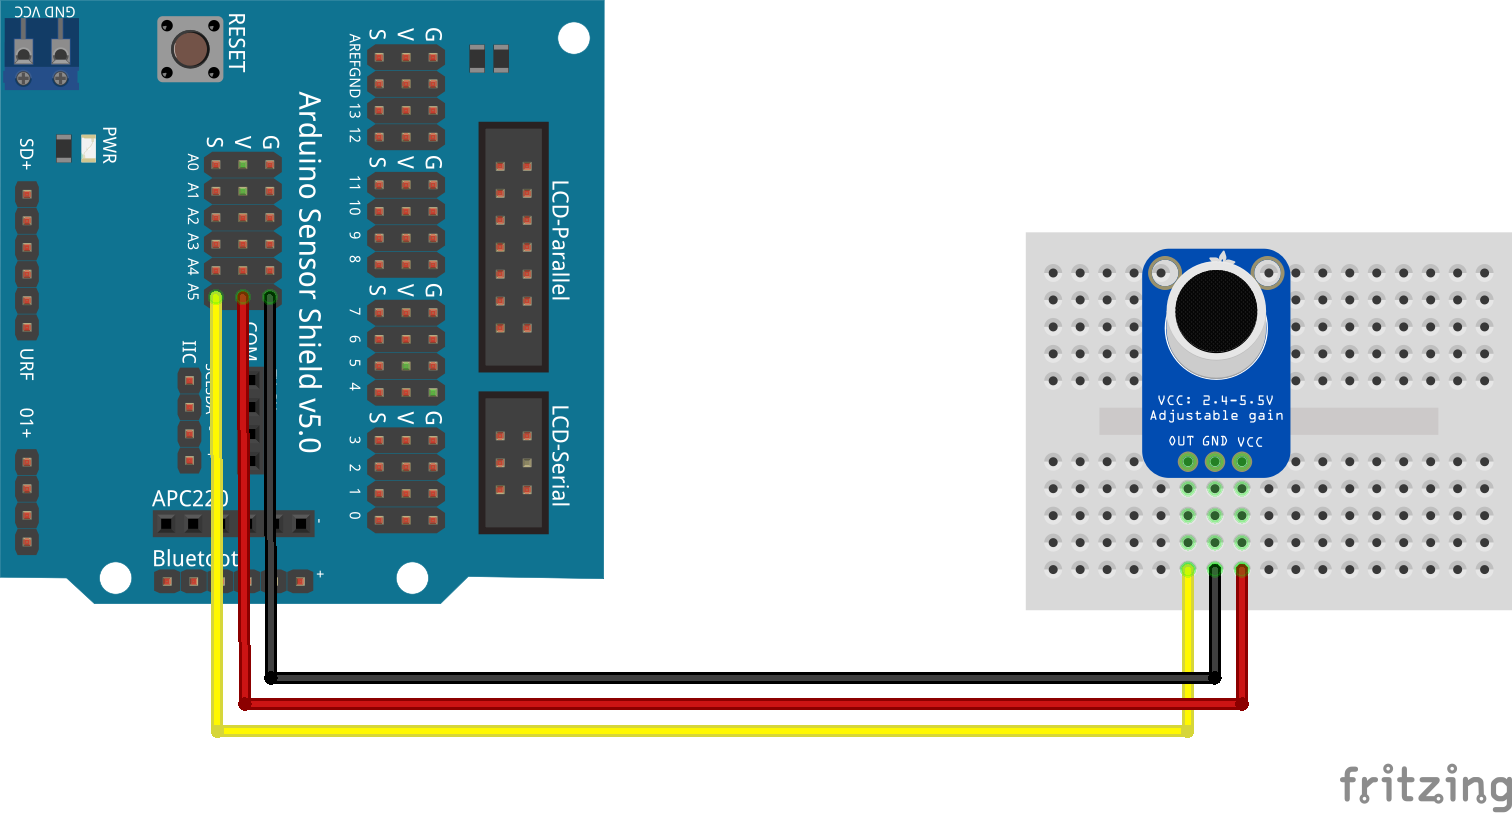 GND VCC
RESET
PWR
SD+
URF
01+
S V G
A0
A1
A2
A3
A4
A5
IIC
COM
APC220
-
Bluetoot
+
Arduino Sensor Shield v5.0
S V G
AREF
GND
13
12
S V G
11
10
9
8
S V G
7
6
5
4
S V G
3
2
1
0
LCD-Parallel
LCD-Serial
VCC: 2.4-5.5V
Adjustable gain
OUT GND VCC
fritzing